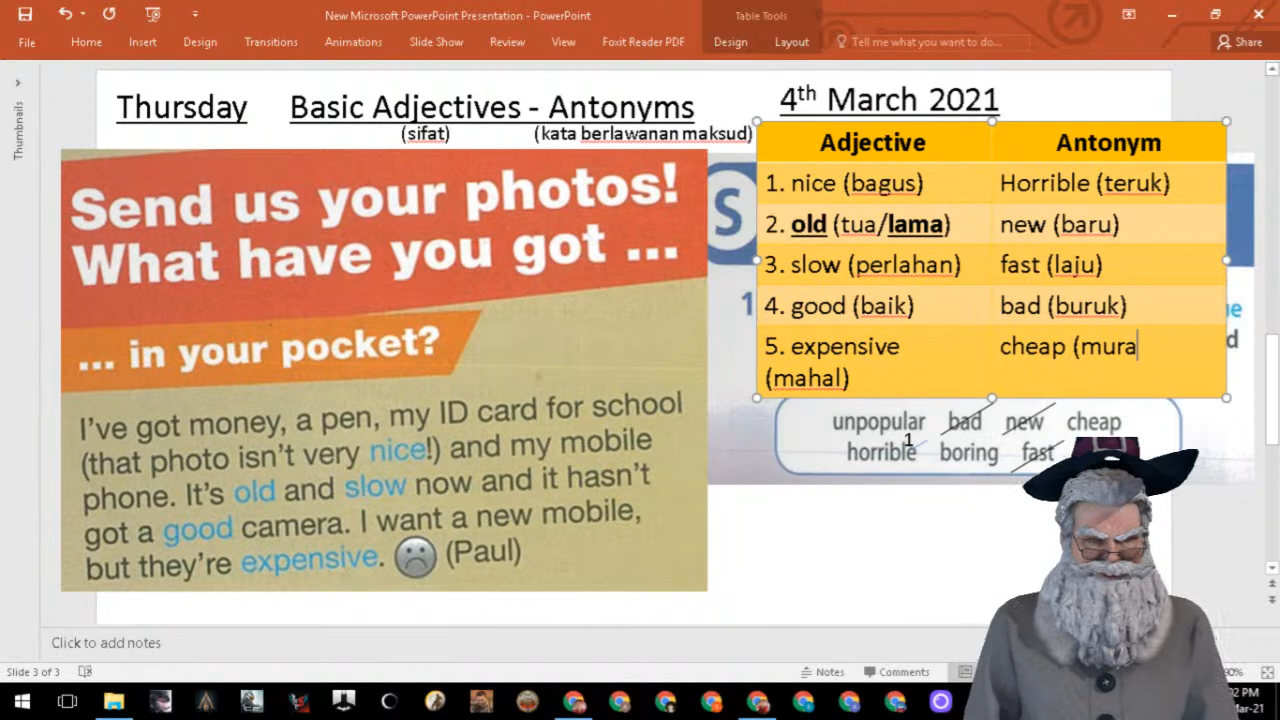 New Microsoft PowerPoint Presentation - PowerPoint
Table Tools
File Home Insert Design Transitions Animations Slide Show Review View Foxit Reader PDF Design Layout Tell me what you want to do... Share
Thumbnails
Thursday Basic Adjectives - Antonyms 4th March 2021
(sifat) (kata berlawanan maksud)
Send us your photos!
What have you got ...
... in your pocket?
I've got money, a pen, my ID card for school
(that photo isn't very nice!) and my mobile
phone. It's old and slow now and it hasn't
got a good camera. I want a new mobile,
but they're expensive. (Paul)
S
1
Adjective Antonym
1. nice (bagus) Horrible (teruk)
2. old (tua/lama) new (baru)
3. slow (perlahan) fast (laju)
4. good (baik) bad (buruk)
5. expensive (mahal) cheap (mura
unpopular bad new cheap
1
horrible boring fast
Click to add notes
Slide 3 of 3 Notes Comments